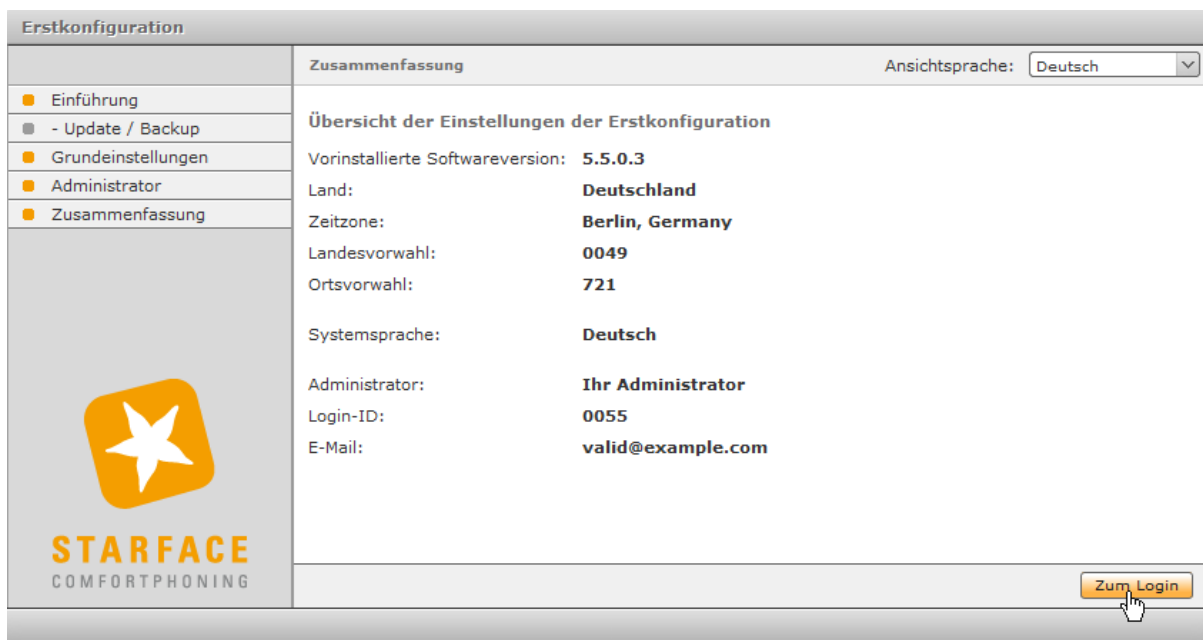 Erstkonfiguration
Zusammenfassung
Ansichtsprache: Deutsch
Einführung
- Update / Backup
Grundeinstellungen
Administrator
Zusammenfassung
Übersicht der Einstellungen der Erstkonfiguration
Vorinstallierte Softwareversion: 5.5.0.3
Land: Deutschland
Zeitzone: Berlin, Germany
Landesvorwahl: 0049
Ortsvorwahl: 721
Systemsprache: Deutsch
Administrator: Ihr Administrator
Login-ID: 0055
E-Mail: valid@example.com
STARFACE
COMFORTPHONING
Zum Login